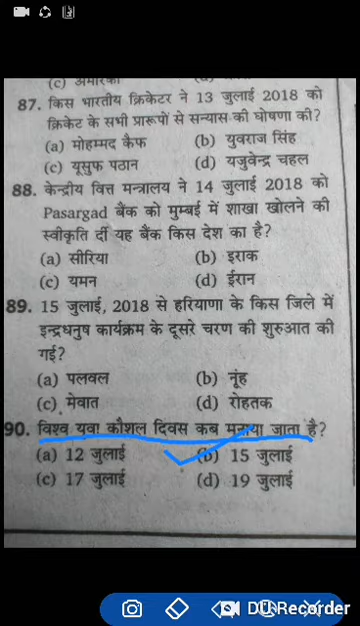 (c) अमेरिका
87. किस भारतीय क्रिकेटर ने 13 जुलाई 2018 को
क्रिकेट के सभी प्रारूपों से सन्यास की घोषणा की?
(a) मोहम्मद कैफ (b) युवराज सिंह
(c) यूसुफ पठान (d) यजुवेन्द्र चहल
88. केन्द्रीय वित्त मन्त्रालय ने 14 जुलाई 2018 को
Pasargad बैंक को मुम्बई में शाखा खोलने की
स्वीकृति दीं यह बैंक किस देश का है?
(a) सीरिया (b) इराक
(c) यमन (d) ईरान
89. 15 जुलाई, 2018 से हरियाणा के किस जिले में
इन्द्रधनुष कार्यक्रम के दूसरे चरण की शुरुआत की
गई?
(a) पलवल (b) नूंह
(c) मेवात (d) रोहतक
90. विश्व युवा कौशल दिवस कब मनाया जाता है?
(a) 12 जुलाई (b) 15 जुलाई
(c) 17 जुलाई (d) 19 जुलाई
DU Recorder